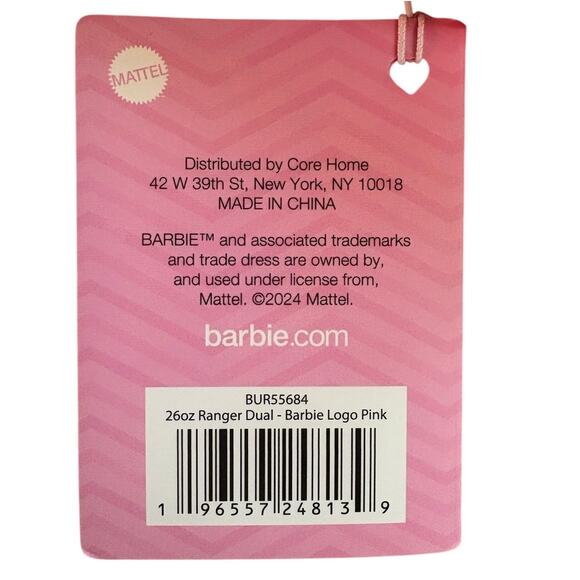 MATTEL
Distributed by Core Home
42 W 39th St, New York, NY 10018
MADE IN CHINA
BARBIE™ and associated trademarks
and trade dress are owned by,
and used under license from,
Mattel. ©2024 Mattel.
barbie.com
BUR55684
26oz Ranger Dual - Barbie Logo Pink
1 96557 24813 9